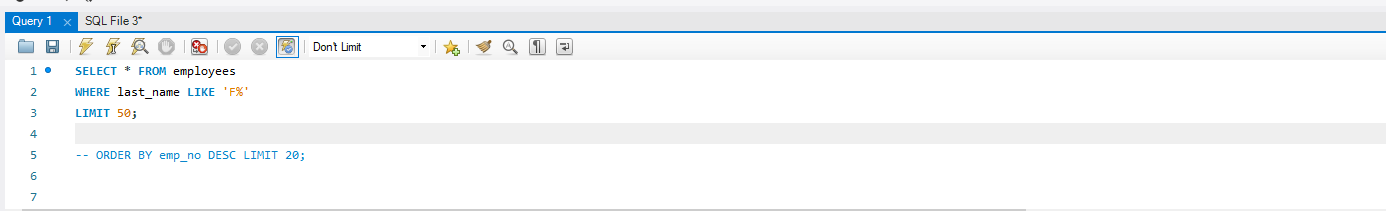 Query 1 × SQL File 3*
Don't Limit
1 SELECT * FROM employees
2 WHERE last_name LIKE 'F%'
3 LIMIT 50;
4
5 -- ORDER BY emp_no DESC LIMIT 20;
6
7